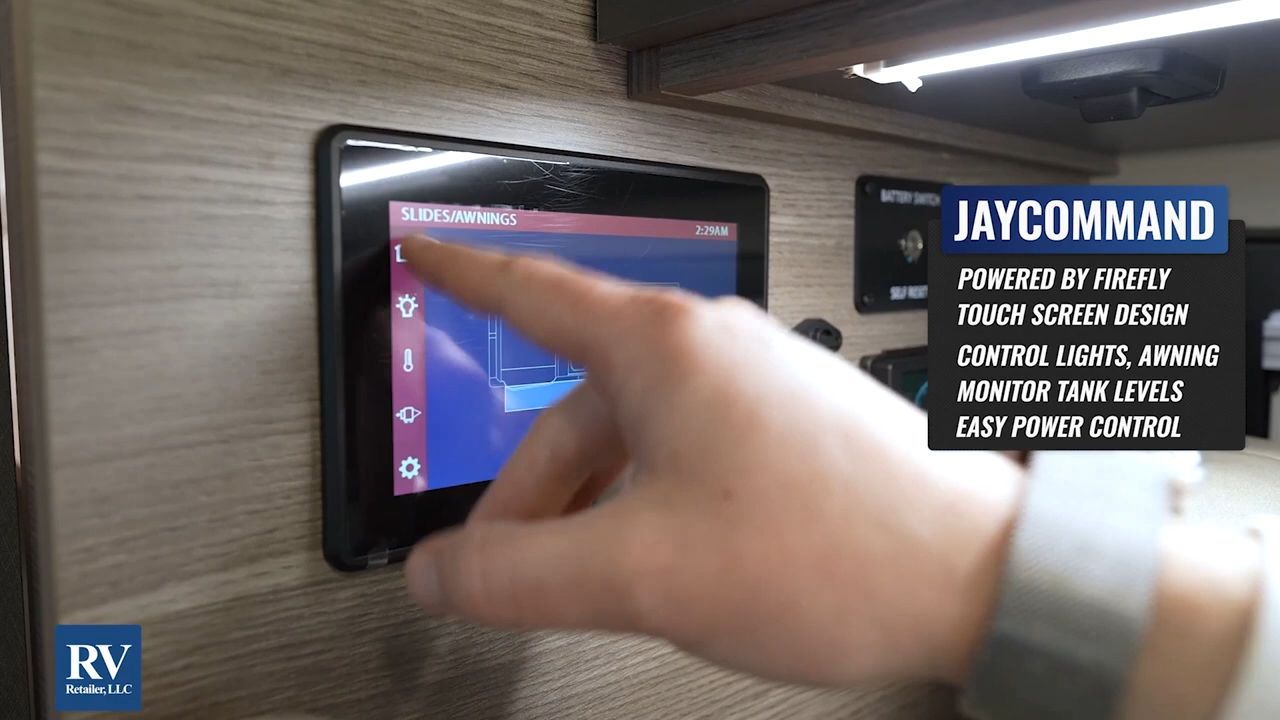 SLIDES/AWNINGS
2:29AM
BATTERY SWITCH
SELF RESET
JAYCOMMAND
POWERED BY FIREFLY
TOUCH SCREEN DESIGN
CONTROL LIGHTS, AWNING
MONITOR TANK LEVELS
EASY POWER CONTROL
RV
Retailer, LLC